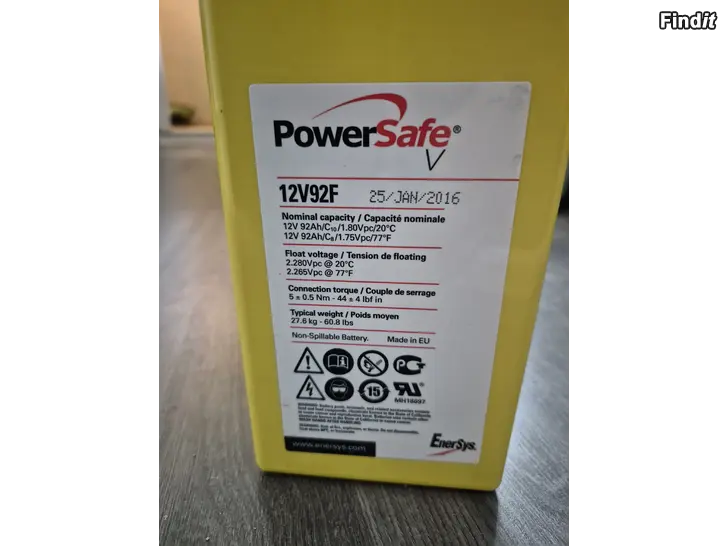 Findit
PowerSafe®
V
12V92F 25/JAN/2016
Nominal capacity / Capacité nominale
12V 92Ah/C10/1.80Vpc/20°C
12V 92Ah/C8/1.75Vpc/77°F
Float voltage / Tension de floating
2.280Vpc @ 20°C
2.265Vpc @ 77°F
Connection torque / Couple de serrage
5 ± 0.5 Nm - 44 ± 4 lbf in
Typical weight / Poids moyen
27.6 kg - 60.8 lbs
Non-Spillable Battery. Made in EU
15
MH16697
www.enersys.com
EnerSys.